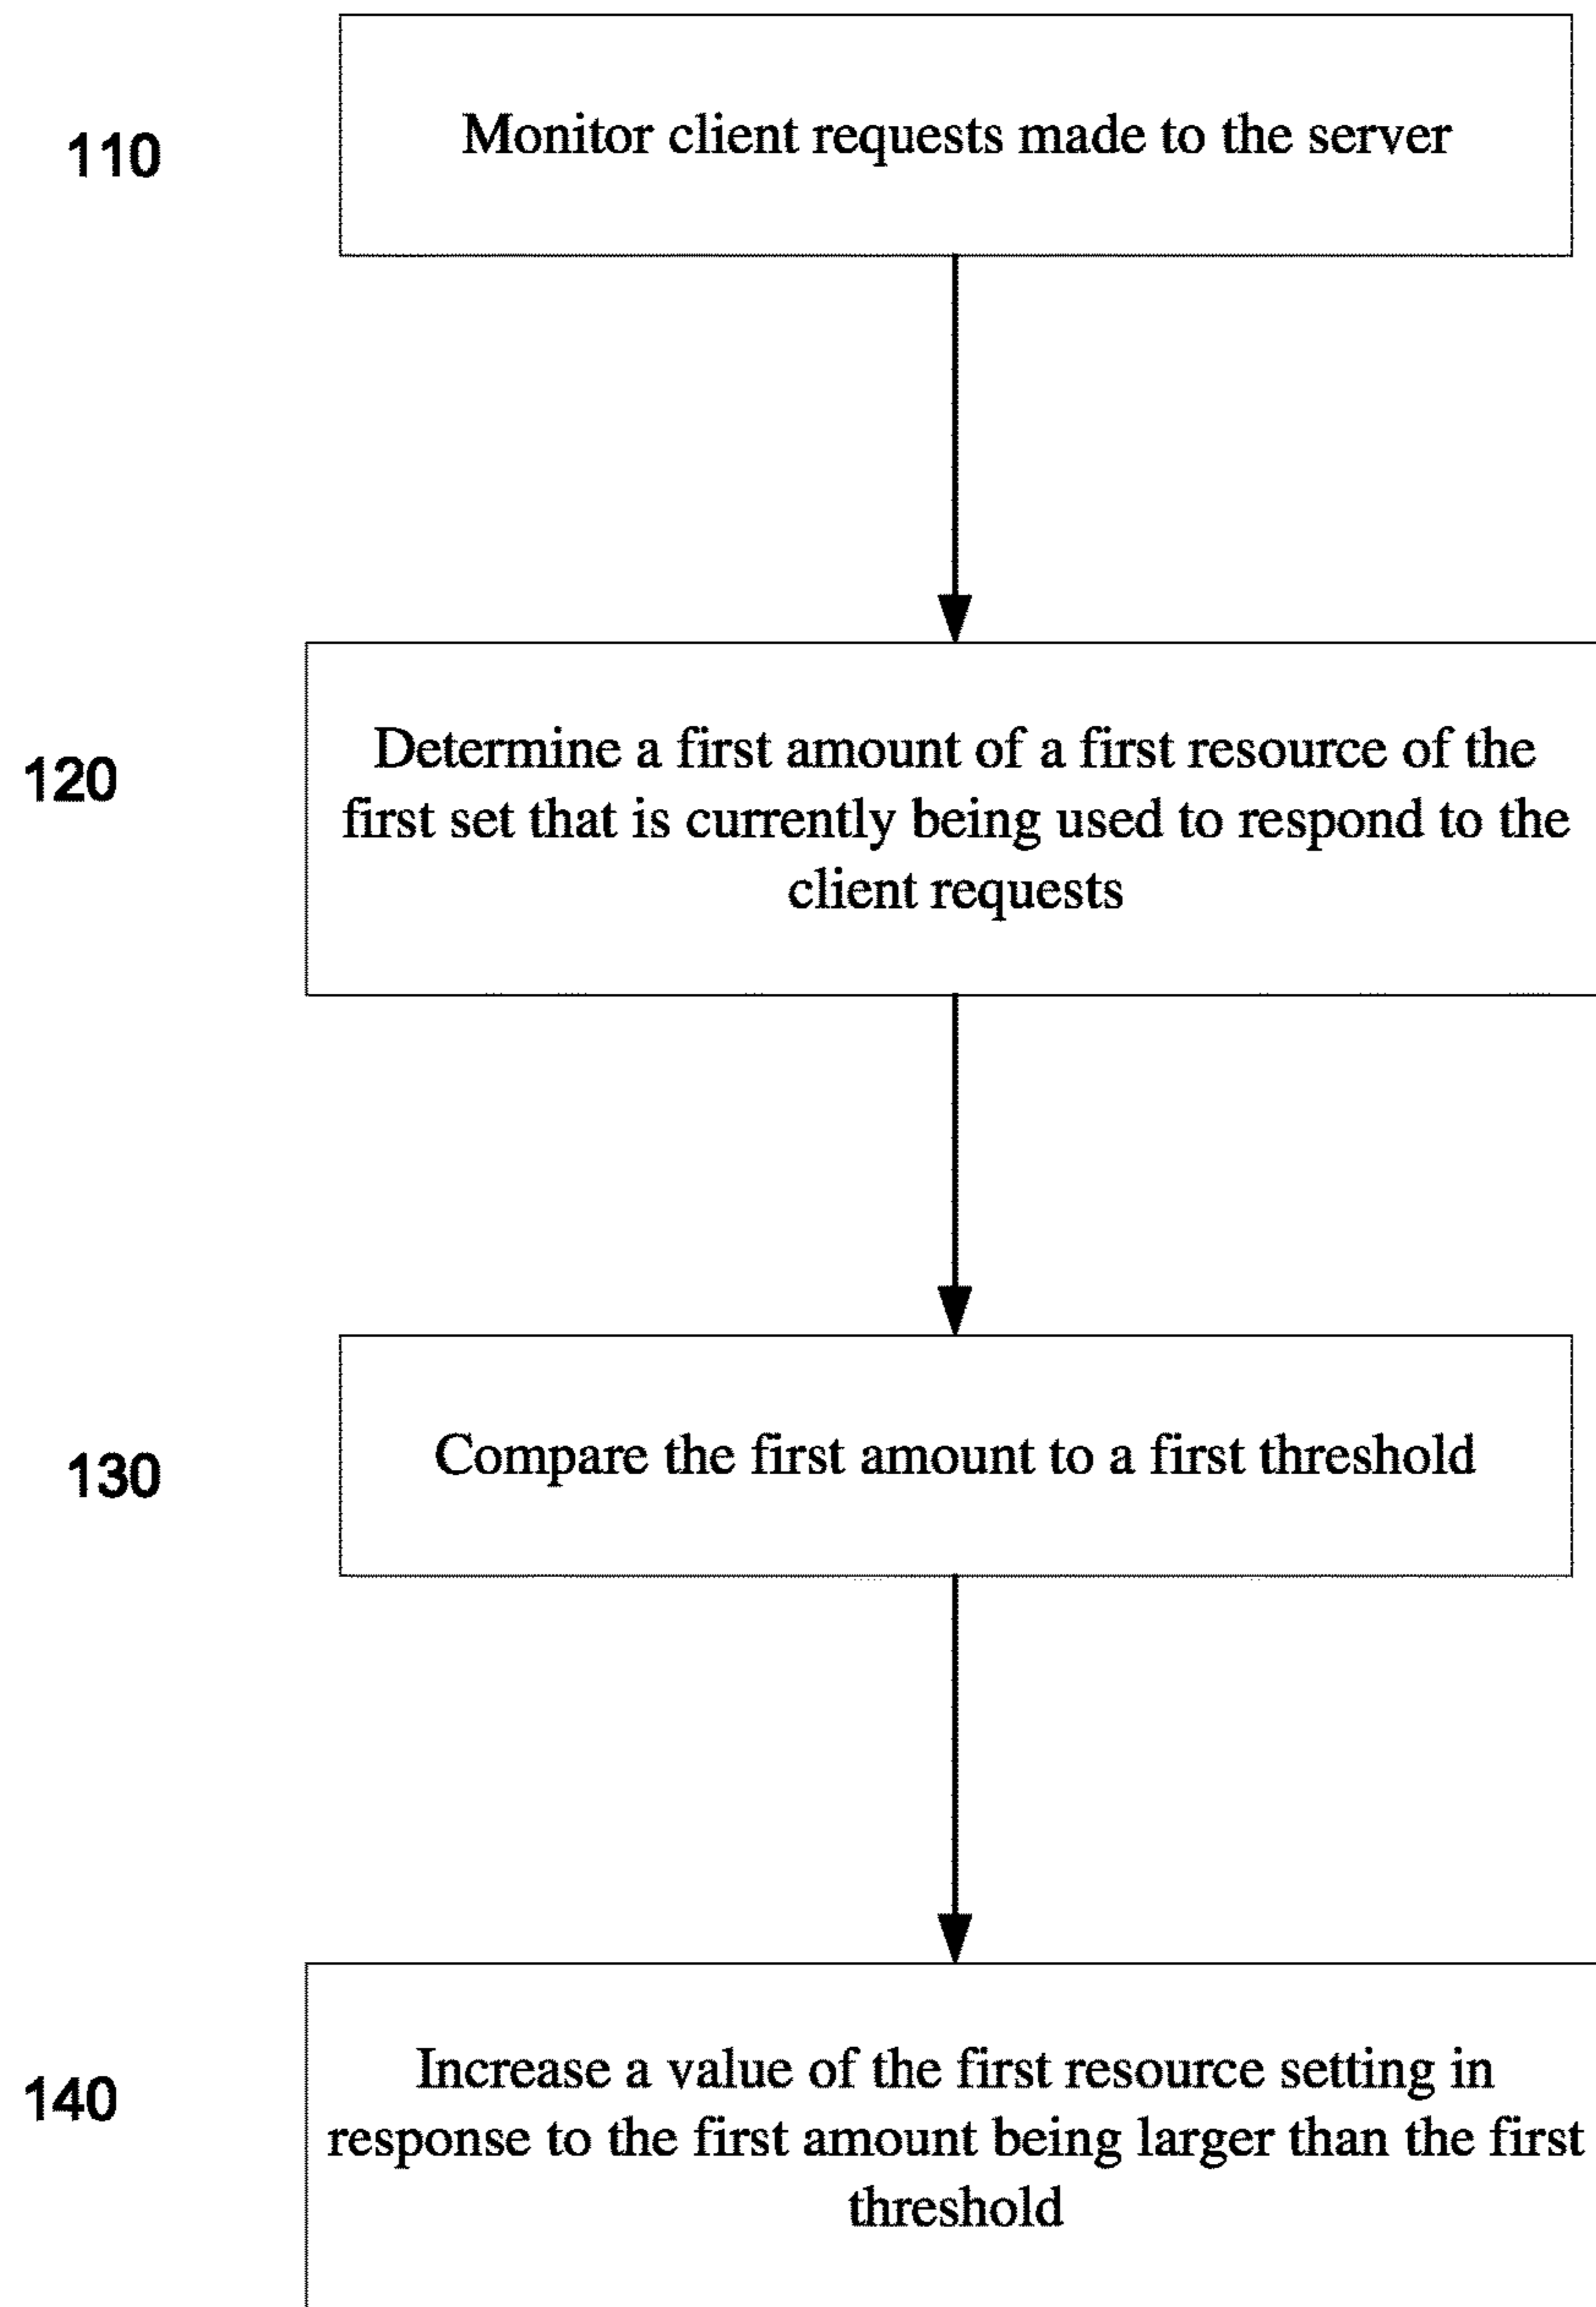 110
Monitor client requests made to the server
120
Determine a first amount of a first resource of the
first set that is currently being used to respond to the
client requests
130
Compare the first amount to a first threshold
140
Increase a value of the first resource setting in
response to the first amount being larger than the first
threshold